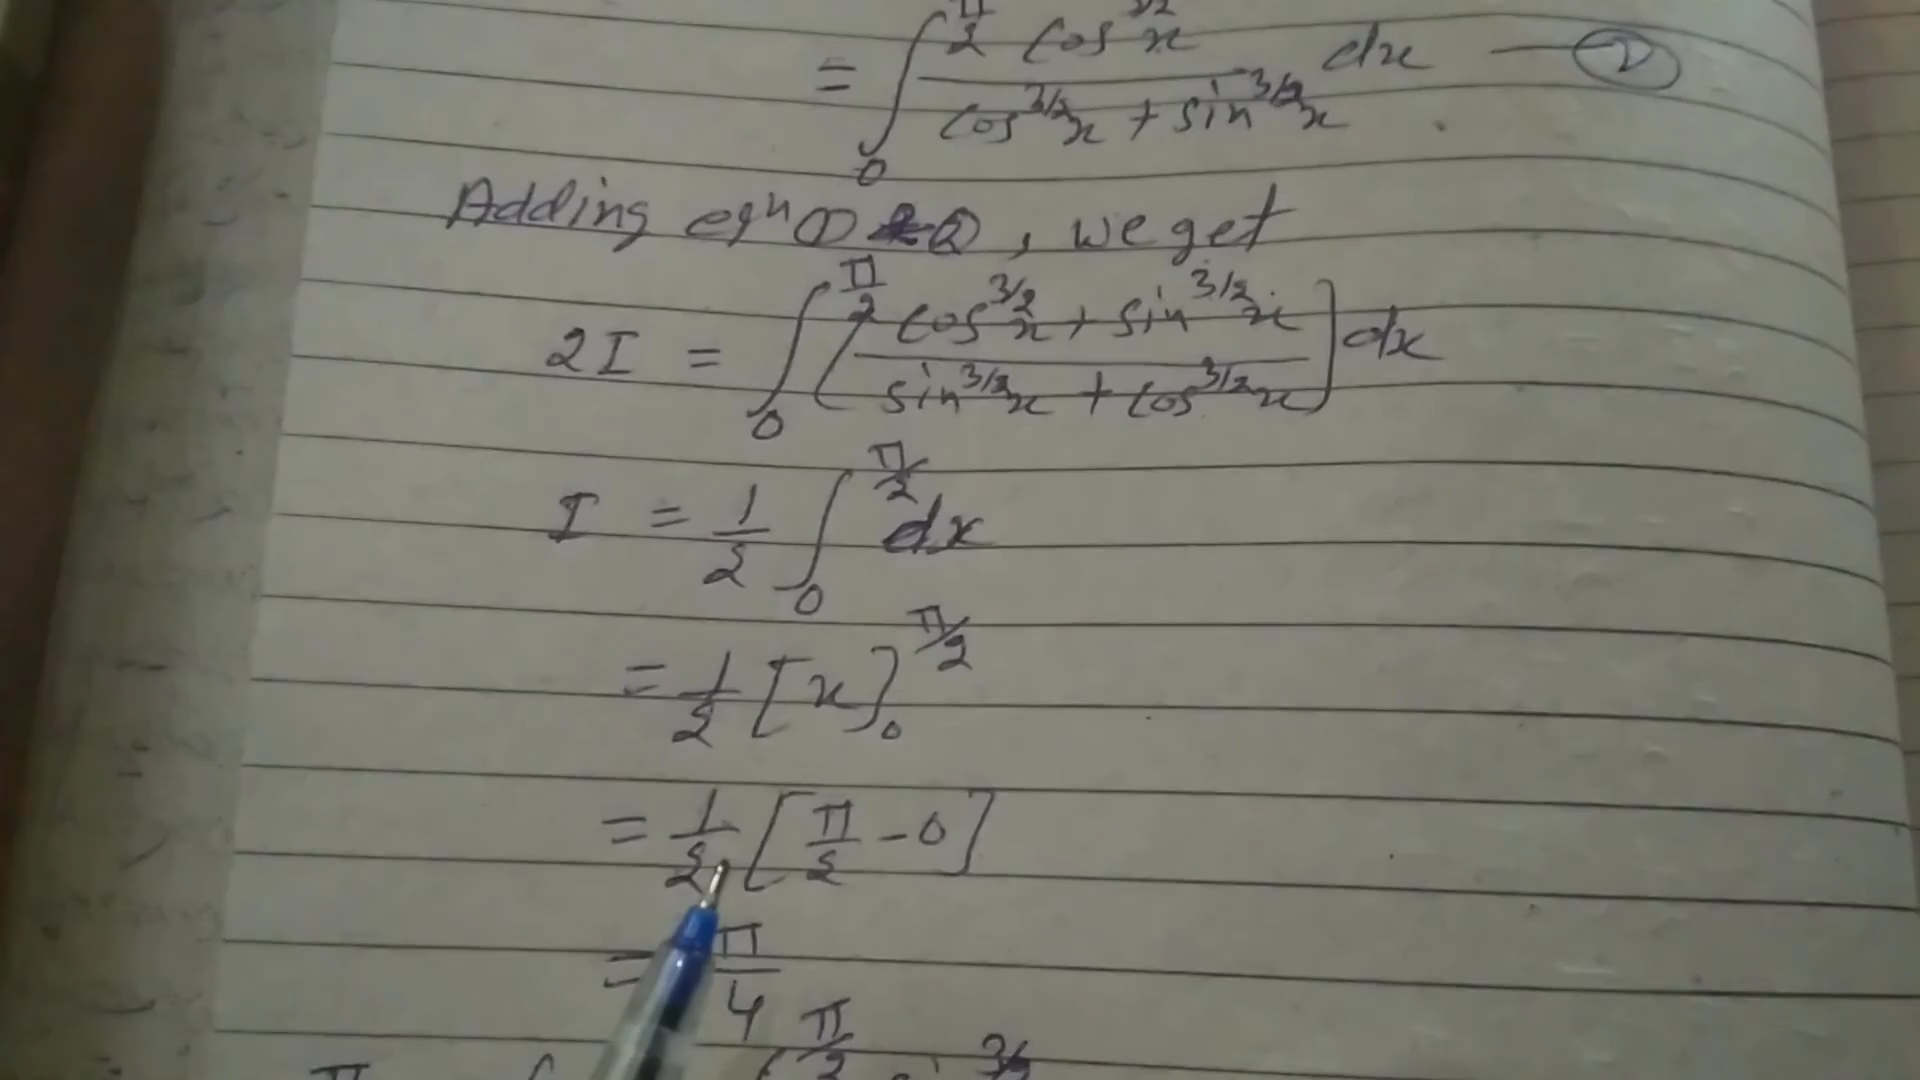 = ∫₀^(π/2) cos^(3/2)x / (cos^(3/2)x + sin^(3/2)x) dx — ②
Adding eqⁿ ① & ②, we get
2I = ∫₀^(π/2) [(cos^(3/2)x + sin^(3/2)x) / (sin^(3/2)x + cos^(3/2)x)] dx
I = 1/2 ∫₀^(π/2) dx
= 1/2 [x]₀^(π/2)
= 1/2 [π/2 - 0]
= π/4